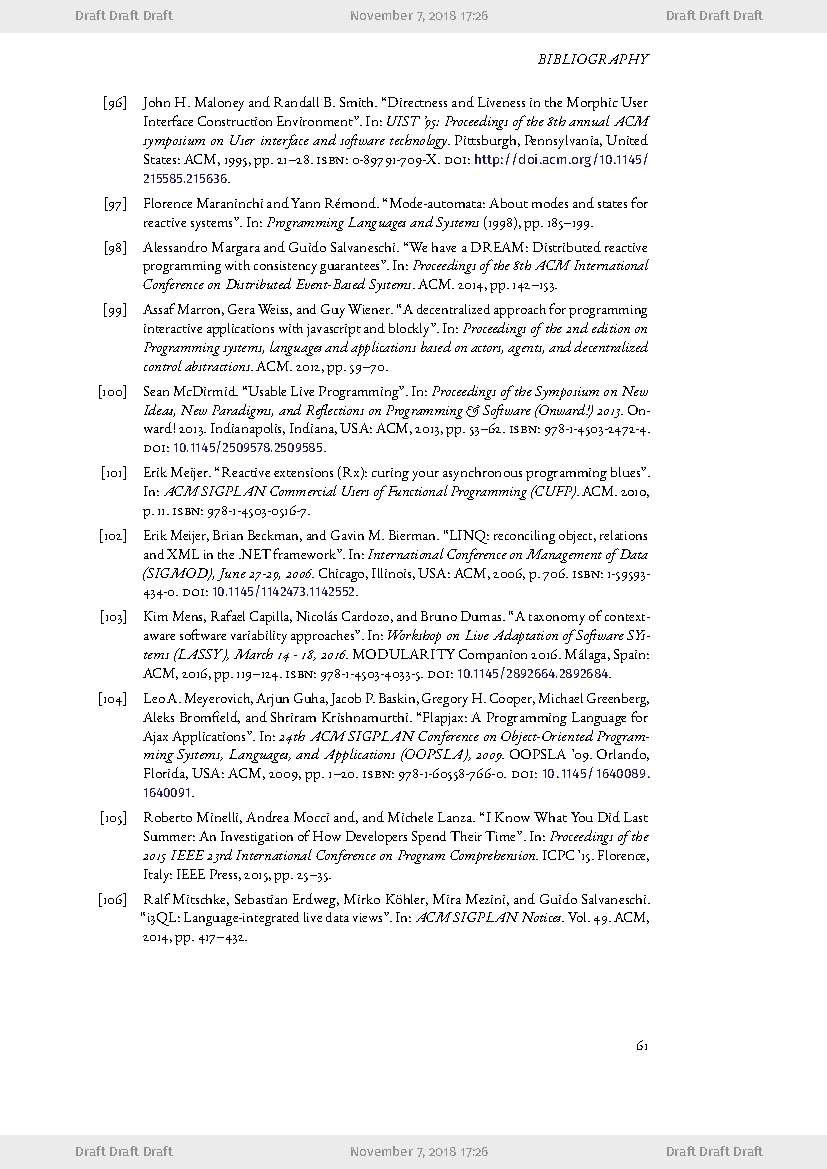 Draft Draft Draft November 7, 2018 17:26 Draft Draft Draft
BIBLIOGRAPHY
[96] John H. Maloney and Randall B. Smith. “Directness and Liveness in the Morphic User
Interface Construction Environment”. In: UIST ’95: Proceedings of the 8th annual ACM
symposium on User interface and software technology. Pittsburgh, Pennsylvania, United
States: ACM, 1995, pp. 21–28. ISBN: 0-89791-709-X. DOI: http://doi.acm.org/10.1145/
215585.215636.
[97] Florence Maraninchi and Yann Rémond. “Mode-automata: About modes and states for
reactive systems”. In: Programming Languages and Systems (1998), pp. 185–199.
[98] Alessandro Margara and Guido Salvaneschi. “We have a DREAM: Distributed reactive
programming with consistency guarantees”. In: Proceedings of the 8th ACM International
Conference on Distributed Event-Based Systems. ACM. 2014, pp. 142–153.
[99] Assaf Marron, Gera Weiss, and Guy Wiener. “A decentralized approach for programming
interactive applications with javascript and blockly”. In: Proceedings of the 2nd edition on
Programming systems, languages and applications based on actors, agents, and decentralized
control abstractions. ACM. 2012, pp. 59–70.
[100] Sean McDirmid. “Usable Live Programming”. In: Proceedings of the Symposium on New
Ideas, New Paradigms, and Reflections on Programming & Software (Onward!) 2013. On-
ward! 2013. Indianapolis, Indiana, USA: ACM, 2013, pp. 53–62. ISBN: 978-1-4503-2472-4.
DOI: 10.1145/2509578.2509585.
[101] Erik Meijer. “Reactive extensions (Rx): curing your asynchronous programming blues”.
In: ACM SIGPLAN Commercial Users of Functional Programming (CUFP). ACM. 2010,
p. 11. ISBN: 978-1-4503-0516-7.
[102] Erik Meijer, Brian Beckman, and Gavin M. Bierman. “LINQ: reconciling object, relations
and XML in the .NET framework”. In: International Conference on Management of Data
(SIGMOD), June 27-29, 2006. Chicago, Illinois, USA: ACM, 2006, p. 706. ISBN: 1-59593-
434-0. DOI: 10.1145/1142473.1142552.
[103] Kim Mens, Rafael Capilla, Nicolás Cardozo, and Bruno Dumas. “A taxonomy of context-
aware software variability approaches”. In: Workshop on Live Adaptation of Software SYs-
tems (LASSY), March 14 - 18, 2016. MODULARITY Companion 2016. Málaga, Spain:
ACM, 2016, pp. 119–124. ISBN: 978-1-4503-4033-5. DOI: 10.1145/2892664.2892684.
[104] Leo A. Meyerovich, Arjun Guha, Jacob P. Baskin, Gregory H. Cooper, Michael Greenberg,
Aleks Bromfield, and Shriram Krishnamurthi. “Flapjax: A Programming Language for
Ajax Applications”. In: 24th ACM SIGPLAN Conference on Object-Oriented Program-
ming Systems, Languages, and Applications (OOPSLA), 2009. OOPSLA ’09. Orlando,
Florida, USA: ACM, 2009, pp. 1–20. ISBN: 978-1-60558-766-0. DOI: 10.1145/1640089.
1640091.
[105] Roberto Minelli, Andrea Mocci and, and Michele Lanza. “I Know What You Did Last
Summer: An Investigation of How Developers Spend Their Time”. In: Proceedings of the
2015 IEEE 23rd International Conference on Program Comprehension. ICPC ’15. Florence,
Italy: IEEE Press, 2015, pp. 25–35.
[106] Ralf Mitschke, Sebastian Erdweg, Mirko Köhler, Mira Mezini, and Guido Salvaneschi.
“i3QL: Language-integrated live data views”. In: ACM SIGPLAN Notices. Vol. 49. ACM,
2014, pp. 417–432.
61
Draft Draft Draft November 7, 2018 17:26 Draft Draft Draft